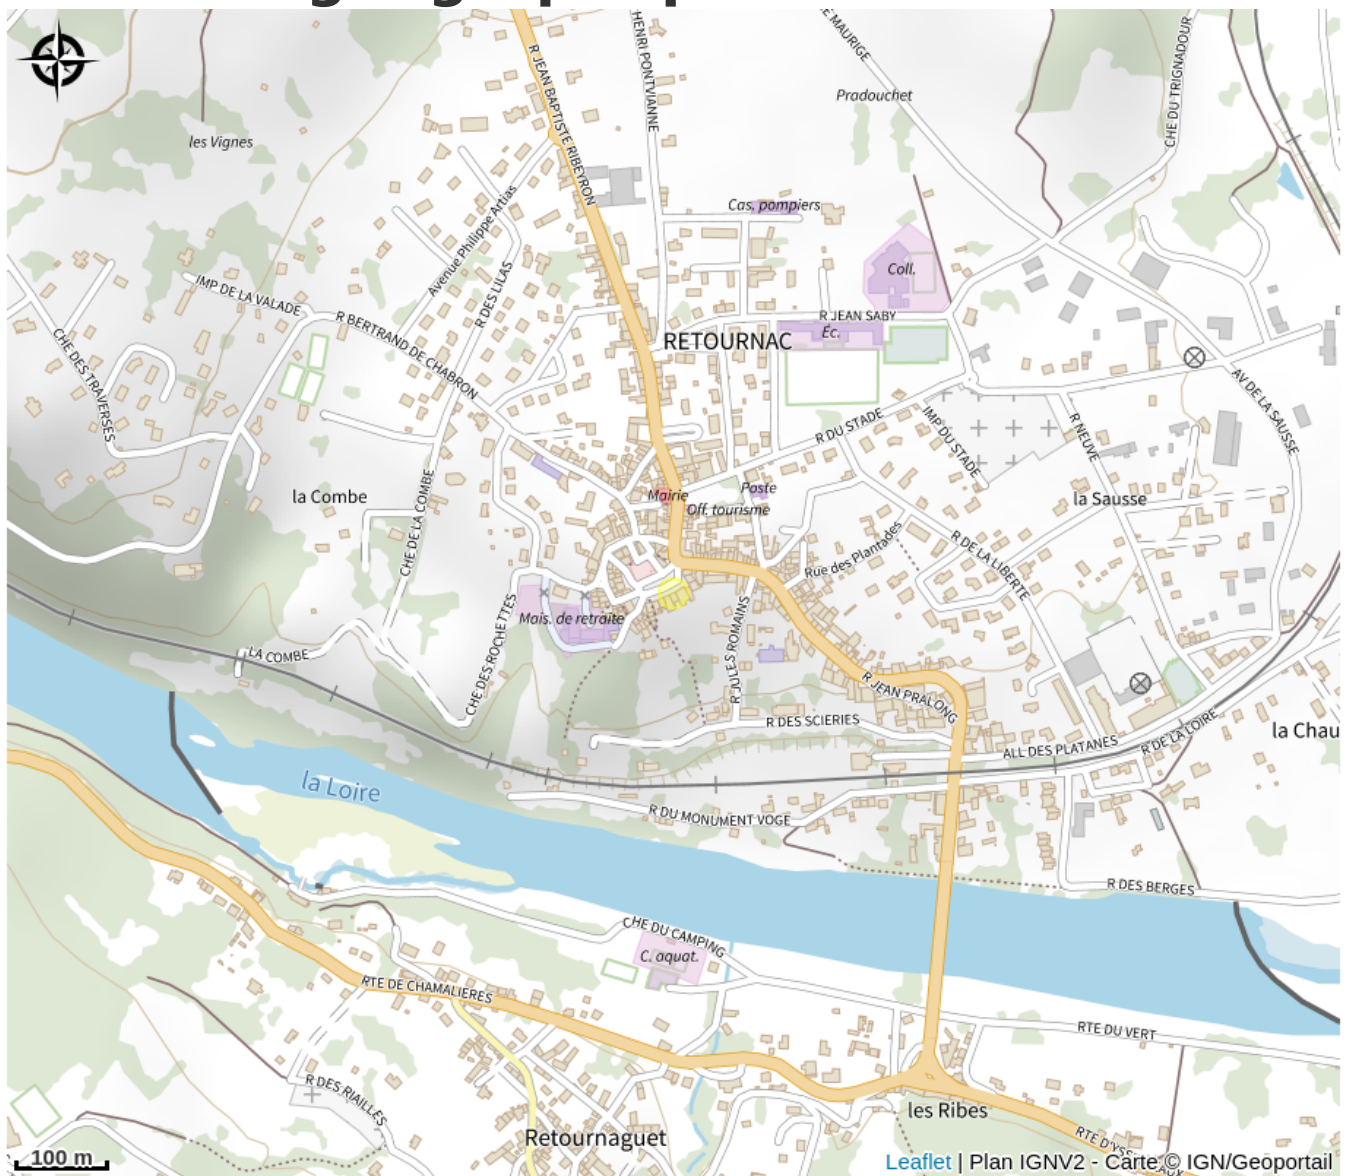 R JEAN BAPTISTE RIBEYRON
HENRI PONTVIANNE
E MAURIGE
CHE DU TRIGNADOUR
Pradouchet
les Vignes
Cas. pompiers
Avenue Philippe Artias
Coll.
IMP DE LA VALADE
R DES LILAS
R BERTRAND DE CHABRON
R JEAN SABY
Éc.
RETOURNAC
CHE DES TRAVERSES
AV DE LA SAUSSE
R DU STADE
IMP DU STADE
R NEUVE
la Combe
Mairie
Poste
Off. tourisme
la Sausse
CHE DE LA COMBE
Rue des Plantades
R DE LA LIBERTE
Mais. de retraite
CHE DES ROCHETTES
R JULES ROMAINS
LA COMBE
R JEAN PRALONG
R DES SCIERIES
ALL DES PLATANES
R DE LA LOIRE
la Chau
la Loire
R DU MONUMENT VOGE
R DES BERGES
CHE DU CAMPING
C. aquat.
RTE DE CHAMALIERES
RTE DU VERT
R DES RIAILLES
les Ribes
Retournaguet
RTE D'YSS
AUX
100 m
Leaflet | Plan IGNV2 - Carte © IGN/Geoportail